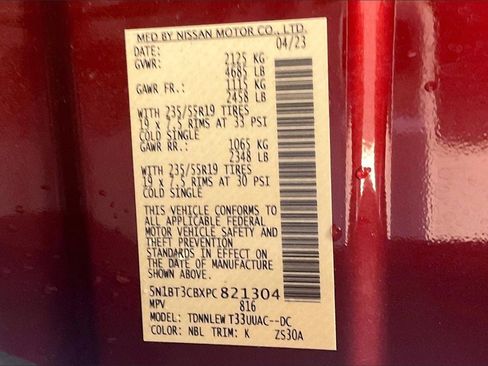 MFD BY NISSAN MOTOR CO., LTD.
DATE: 04/23
GVWR: 2125 KG
4685 LB
GAWR FR.: 1115 KG
2458 LB
WITH 235/55R19 TIRES
19 x 7.5 RIMS AT 33 PSI
COLD SINGLE
GAWR RR.: 1065 KG
2348 LB
WITH 235/55R19 TIRES
19 x 7.5 RIMS AT 30 PSI
COLD SINGLE
THIS VEHICLE CONFORMS TO
ALL APPLICABLE FEDERAL
MOTOR VEHICLE SAFETY AND
THEFT PREVENTION
STANDARDS IN EFFECT ON
THE DATE OF MANUFACTURE
SHOWN ABOVE.
5N1BT3CBXPC821304
MPV 816
MODEL: TDNNLEW T33UUAC--DC
COLOR: NBL TRIM: K ZS30A